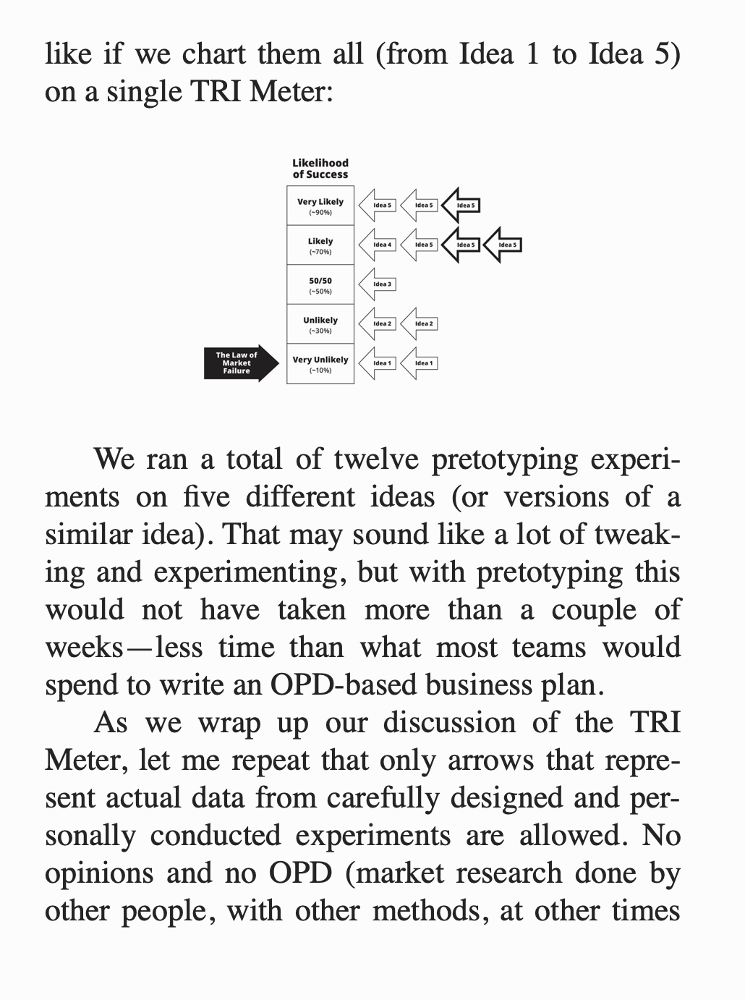 like if we chart them all (from Idea 1 to Idea 5)
on a single TRI Meter:
Likelihood
of Success
Very Likely
(~90%)
Idea 5
Idea 5
Idea 5
Likely
(~70%)
Idea 4
Idea 5
Idea 5
Idea 5
50/50
(~50%)
Idea 3
Unlikely
(~30%)
Idea 2
Idea 2
The Law of
Market
Failure
Very Unlikely
(~10%)
Idea 1
Idea 1
We ran a total of twelve pretotyping experi-
ments on five different ideas (or versions of a
similar idea). That may sound like a lot of tweak-
ing and experimenting, but with pretotyping this
would not have taken more than a couple of
weeks—less time than what most teams would
spend to write an OPD-based business plan.
As we wrap up our discussion of the TRI
Meter, let me repeat that only arrows that repre-
sent actual data from carefully designed and per-
sonally conducted experiments are allowed. No
opinions and no OPD (market research done by
other people, with other methods, at other times